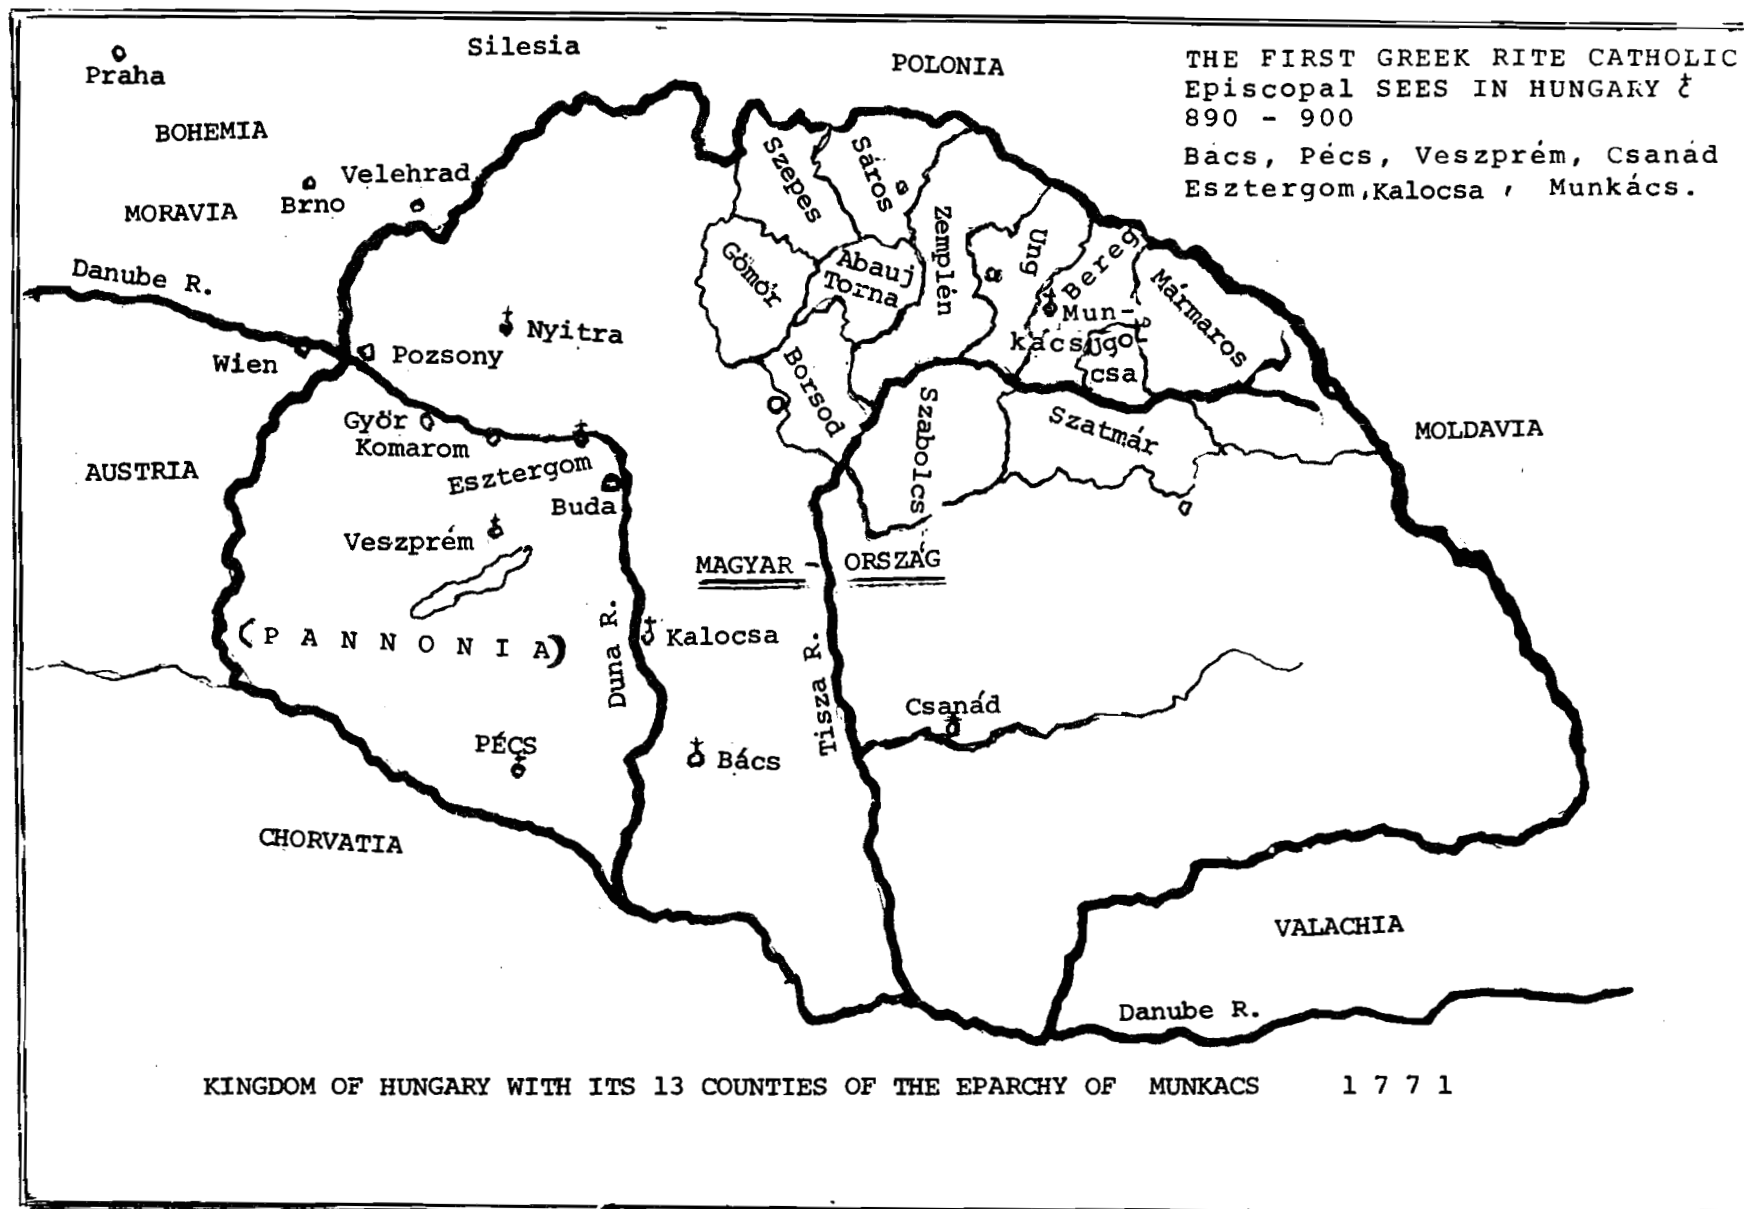 THE FIRST GREEK RITE CATHOLIC
Episcopal SEES IN HUNGARY
890 - 900
Bács, Pécs, Veszprém, Csanád
Esztergom, Kalocsa, Munkács.
Silesia
POLONIA
Praha
BOHEMIA
Velehrad
Brno
MORAVIA
Danube R.
Szepes
Sáros
Zemplén
Ung
Bereg
Mármaros
Gömör
Abauj
Torna
Nyitra
Mun-
kács
Ugo-
csa
Wien
Pozsony
Borsod
Szabolcs
Szatmár
Győr
Komarom
Esztergom
MOLDAVIA
AUSTRIA
Buda
Veszprém
MAGYAR - ORSZÁG
(PANNONIA)
Duna R.
Kalocsa
Tisza R.
Csanád
PÉCS
Bács
CHORVATIA
VALACHIA
Danube R.
KINGDOM OF HUNGARY WITH ITS 13 COUNTIES OF THE EPARCHY OF MUNKACS 1771